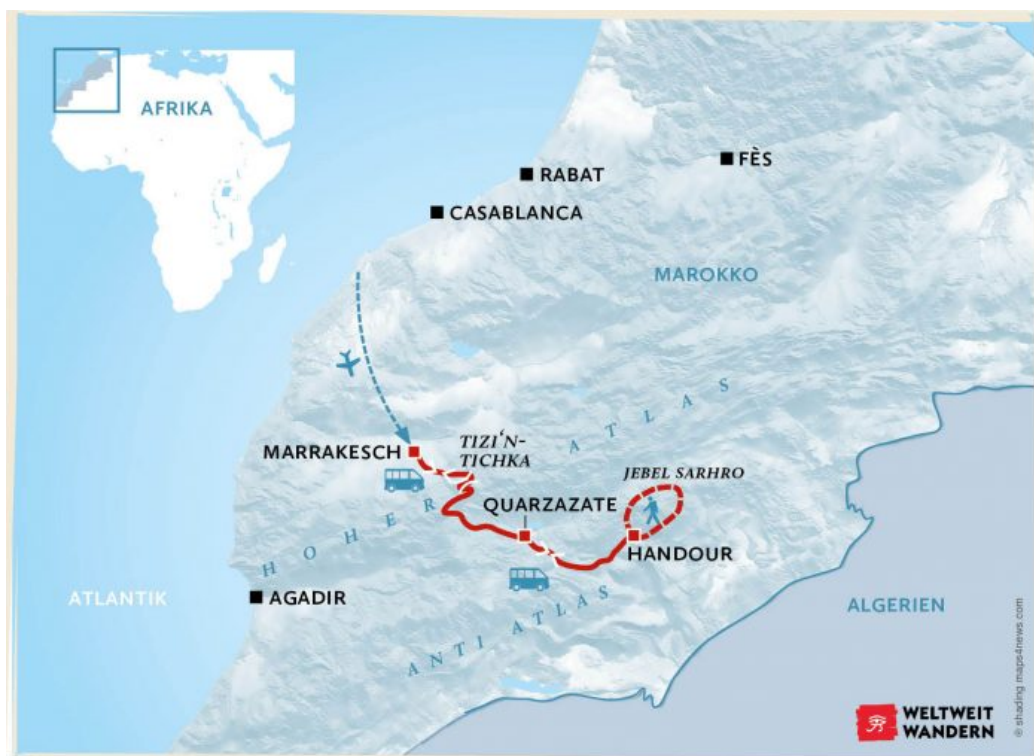 AFRIKA
RABAT
FÈS
CASABLANCA
MAROKKO
MARRAKESCH
TIZI‘N-
TICHKA
HOHER ATLAS
JEBEL SARHRO
QUARZAZATE
HANDOUR
ATLANTIK
AGADIR
ANTI ATLAS
ALGERIEN
WELTWEIT
WANDERN
© shading maps4news.com